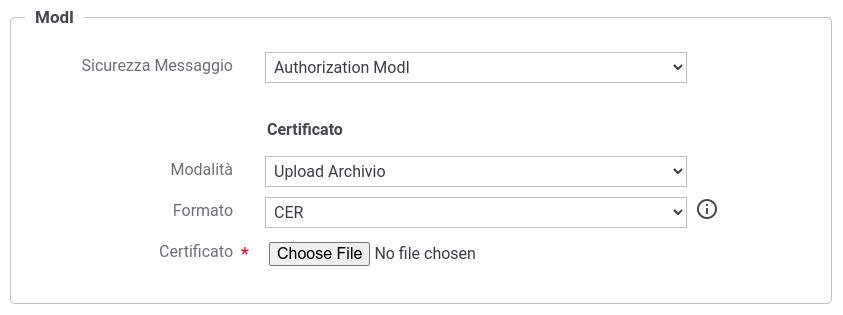 ModI
Sicurezza Messaggio Authorization ModI
Certificato
Modalità Upload Archivio
Formato CER
Certificato * Choose File No file chosen